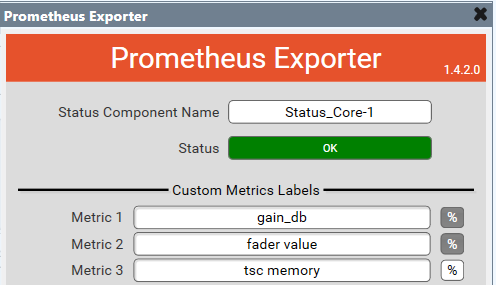 Prometheus Exporter
Prometheus Exporter
1.4.2.0
Status Component Name Status_Core-1
Status OK
Custom Metrics Labels
Metric 1 gain_db %
Metric 2 fader value %
Metric 3 tsc memory %